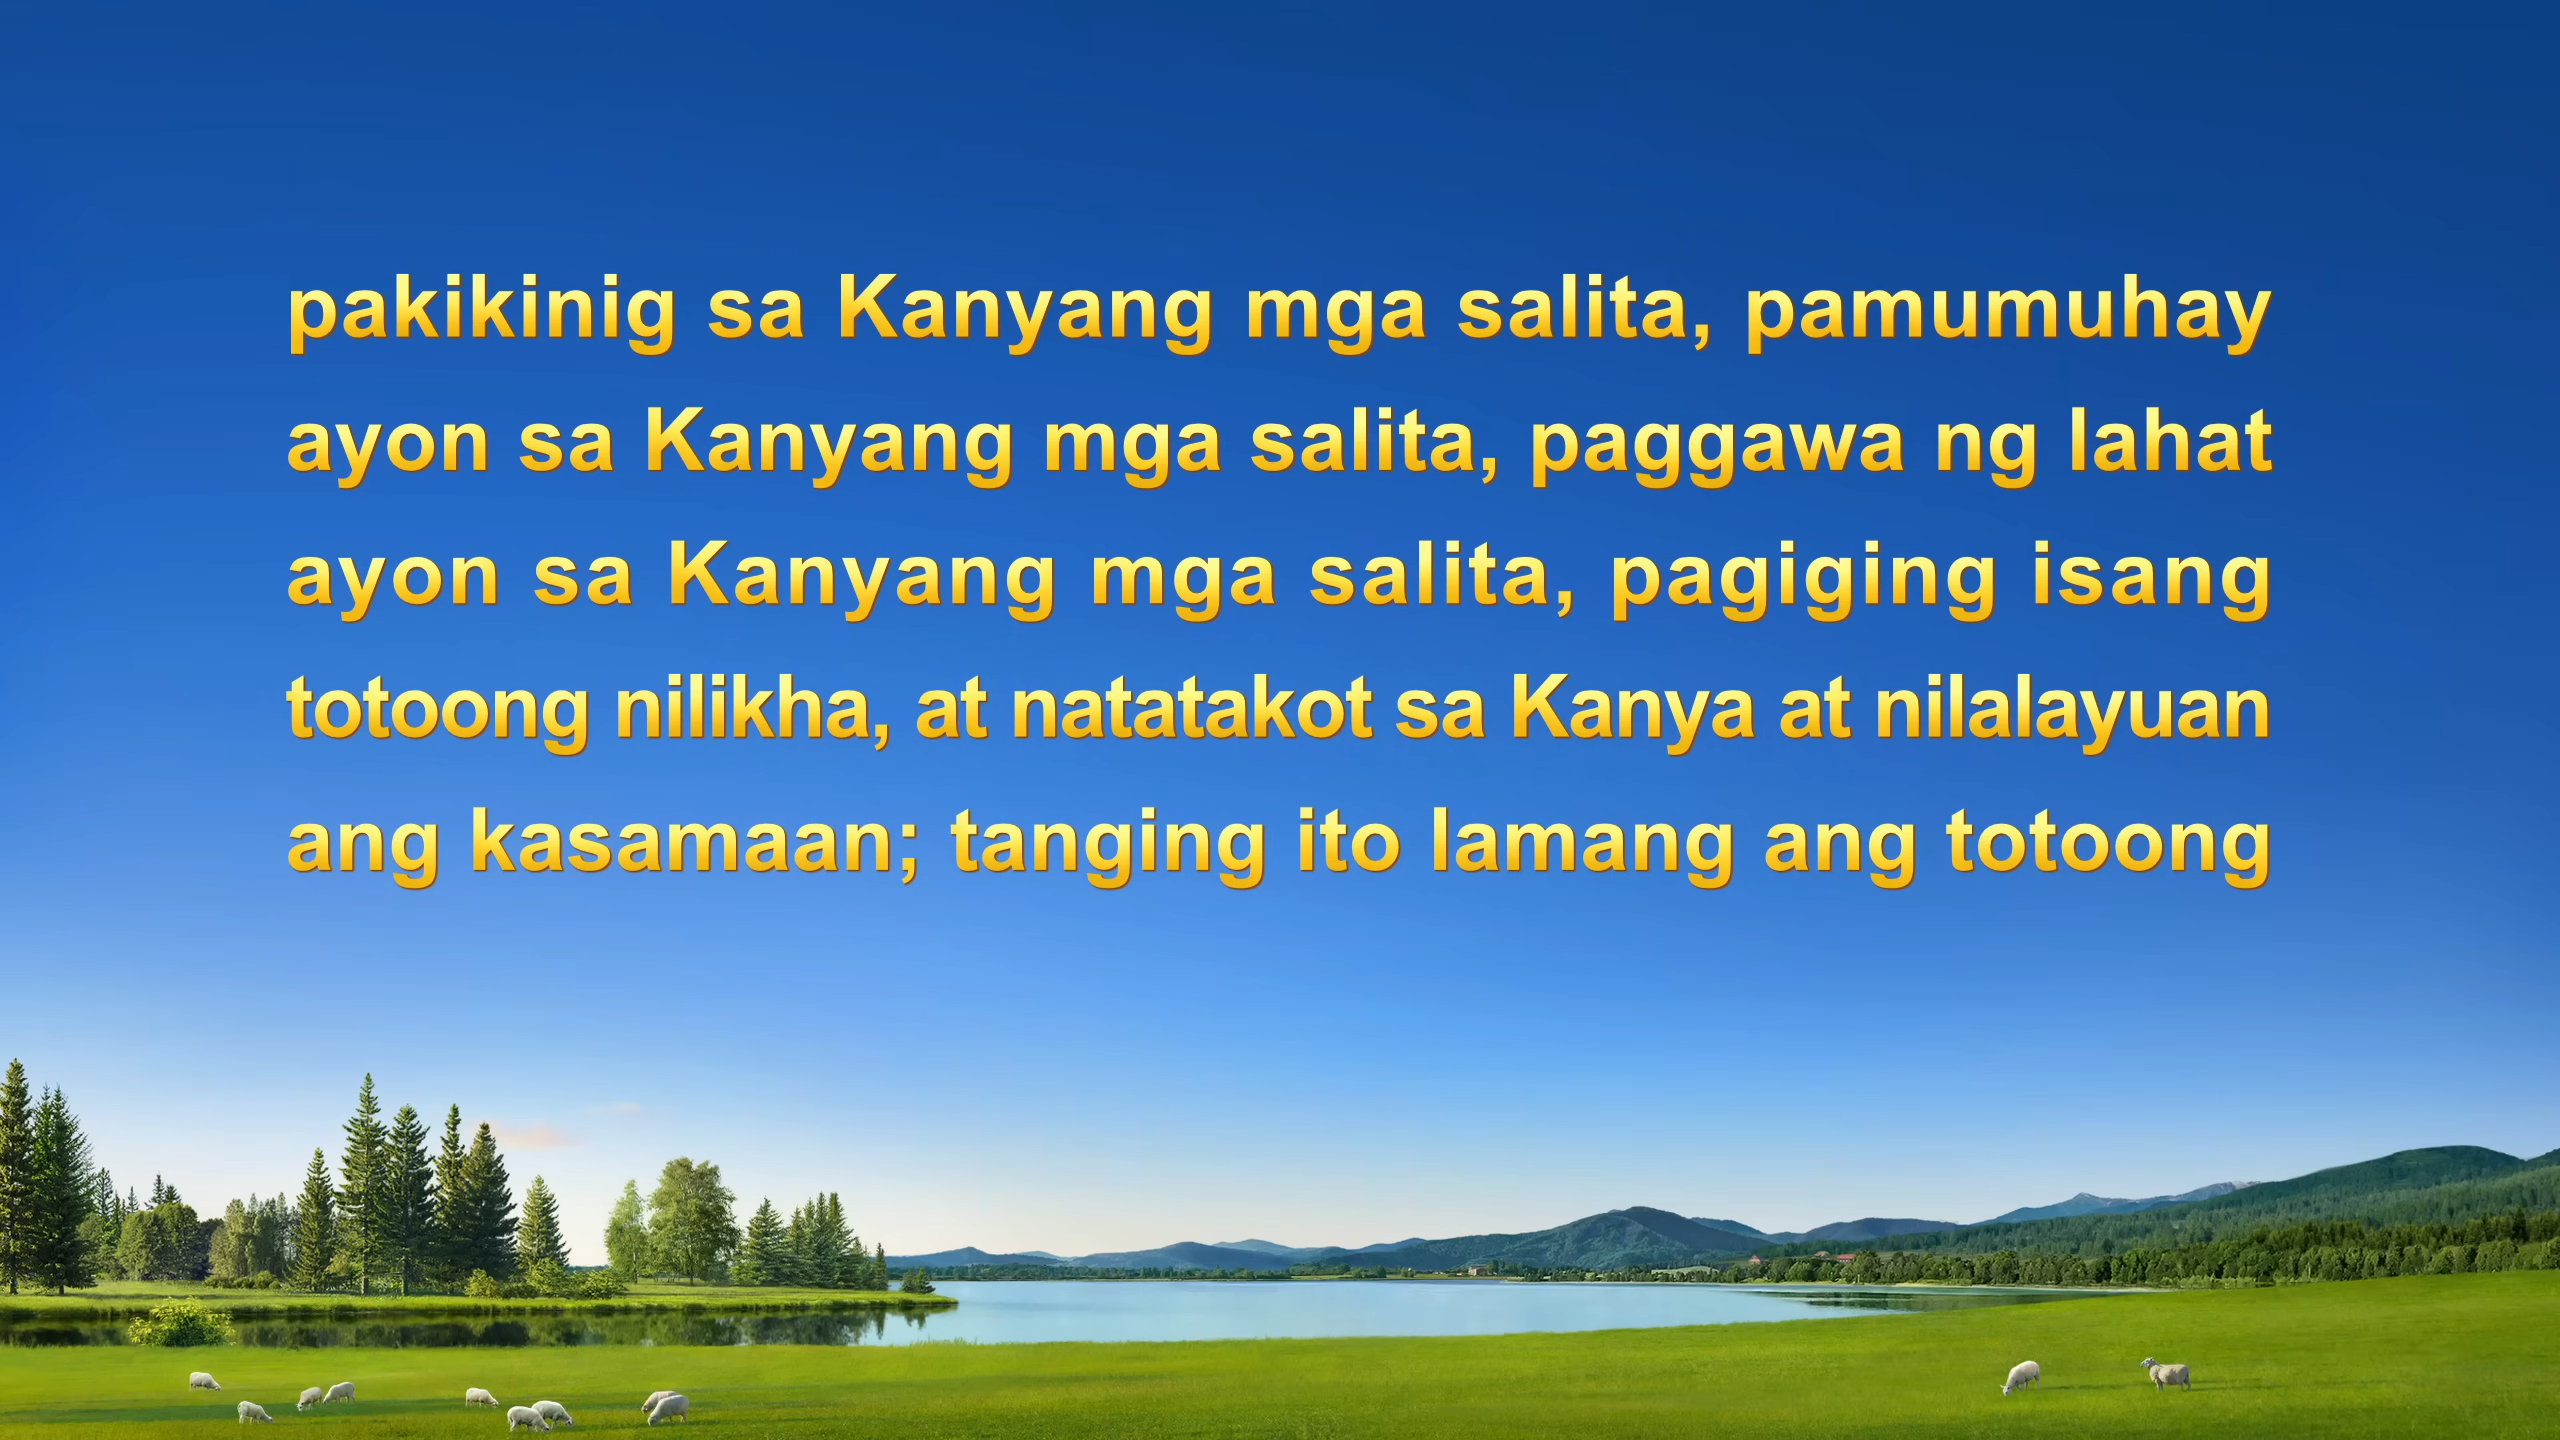 pakikinig sa Kanyang mga salita, pamumuhay
ayon sa Kanyang mga salita, paggawa ng lahat
ayon sa Kanyang mga salita, pagiging isang
totoong nilikha, at natatakot sa Kanya at nilalayuan
ang kasamaan; tanging ito lamang ang totoong